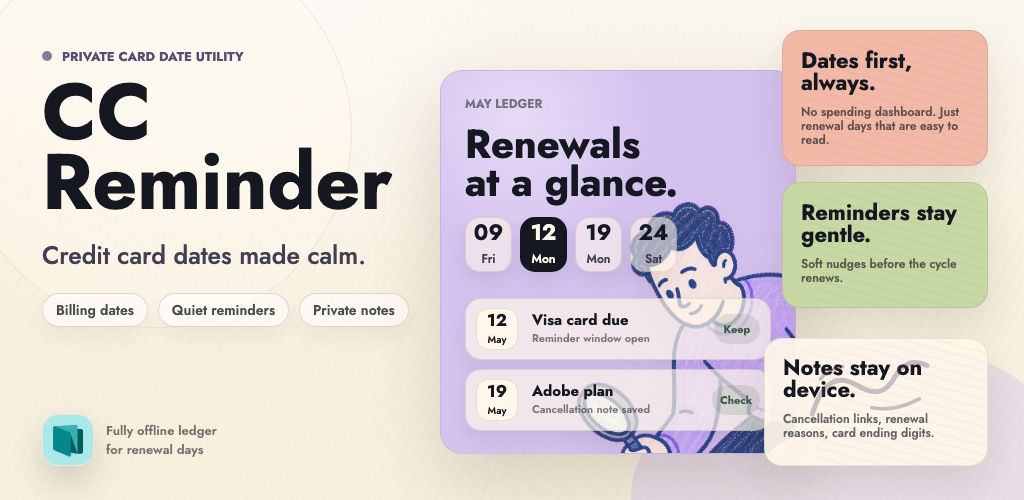 PRIVATE CARD DATE UTILITY
CC
Reminder
Credit card dates made calm.
Billing dates
Quiet reminders
Private notes
Fully offline ledger
for renewal days
MAY LEDGER
Renewals
at a glance.
09
Fri
12
Mon
19
Mon
24
Sat
12
May
Visa card due
Reminder window open
Keep
19
May
Adobe plan
Cancellation note saved
Check
Dates first,
always.
No spending dashboard. Just
renewal days that are easy to
read.
Reminders stay
gentle.
Soft nudges before the cycle
renews.
Notes stay on
device.
Cancellation links, renewal
reasons, card ending digits.